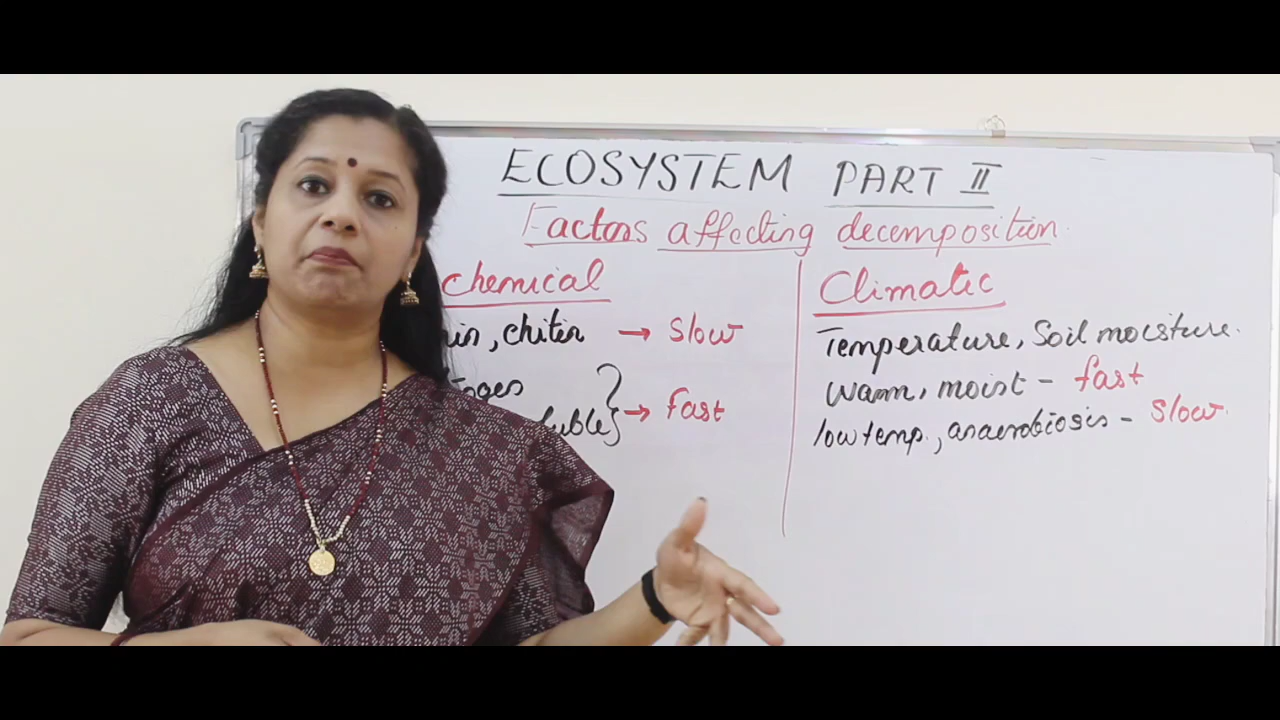 ECOSYSTEM PART II
Factors affecting decomposition.
chemical
, chitin → Slow
→ Fast
Climatic
Temperature, Soil moisture.
Warm, moist - fast
low temp., anaerobiosis - Slow.